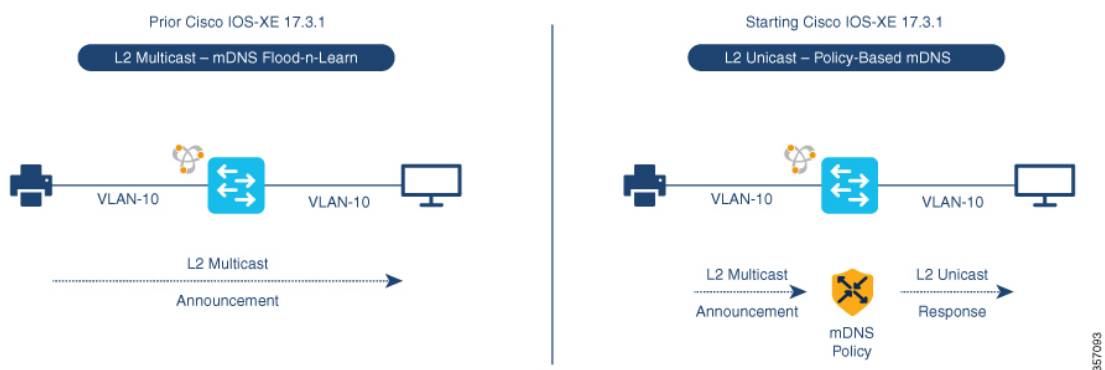 Prior Cisco IOS-XE 17.3.1
L2 Multicast – mDNS Flood-n-Learn
VLAN-10
VLAN-10
L2 Multicast
Announcement
Starting Cisco IOS-XE 17.3.1
L2 Unicast – Policy-Based mDNS
VLAN-10
VLAN-10
L2 Multicast
Announcement
mDNS
Policy
L2 Unicast
Response
357093